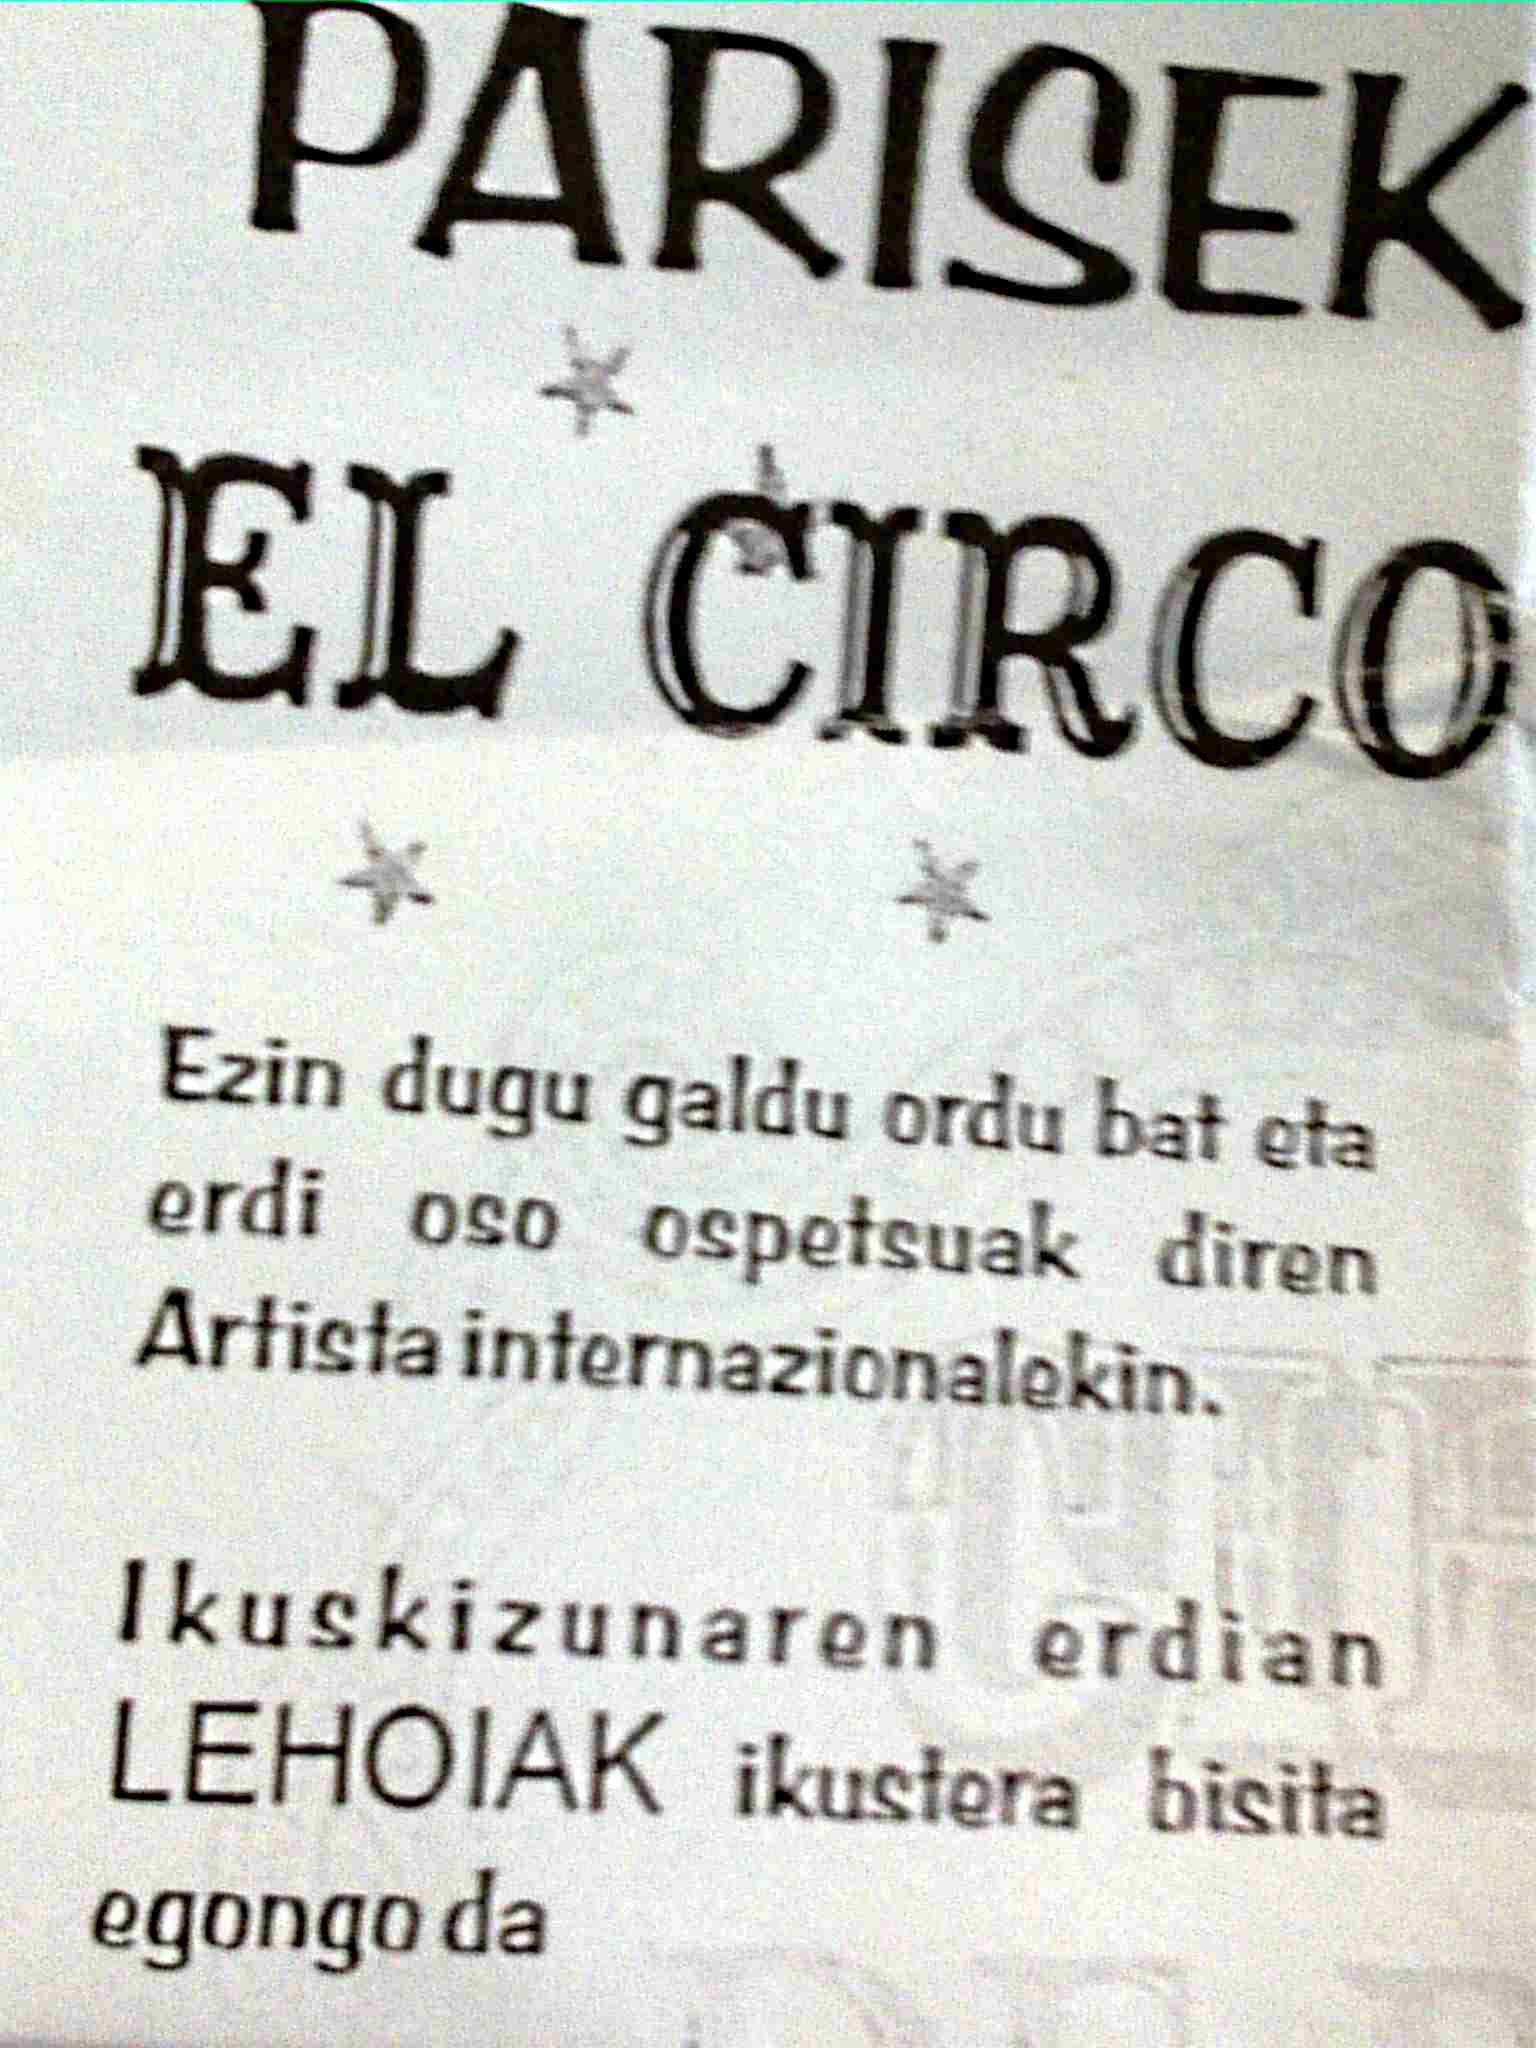 PARISEK
EL CIRCO
Ezin dugu galdu ordu bat eta
erdi oso ospetsuak diren
Artista internazionalekin.
Ikuskizunaren erdian
LEHOIAK ikustera bisita
egongo da